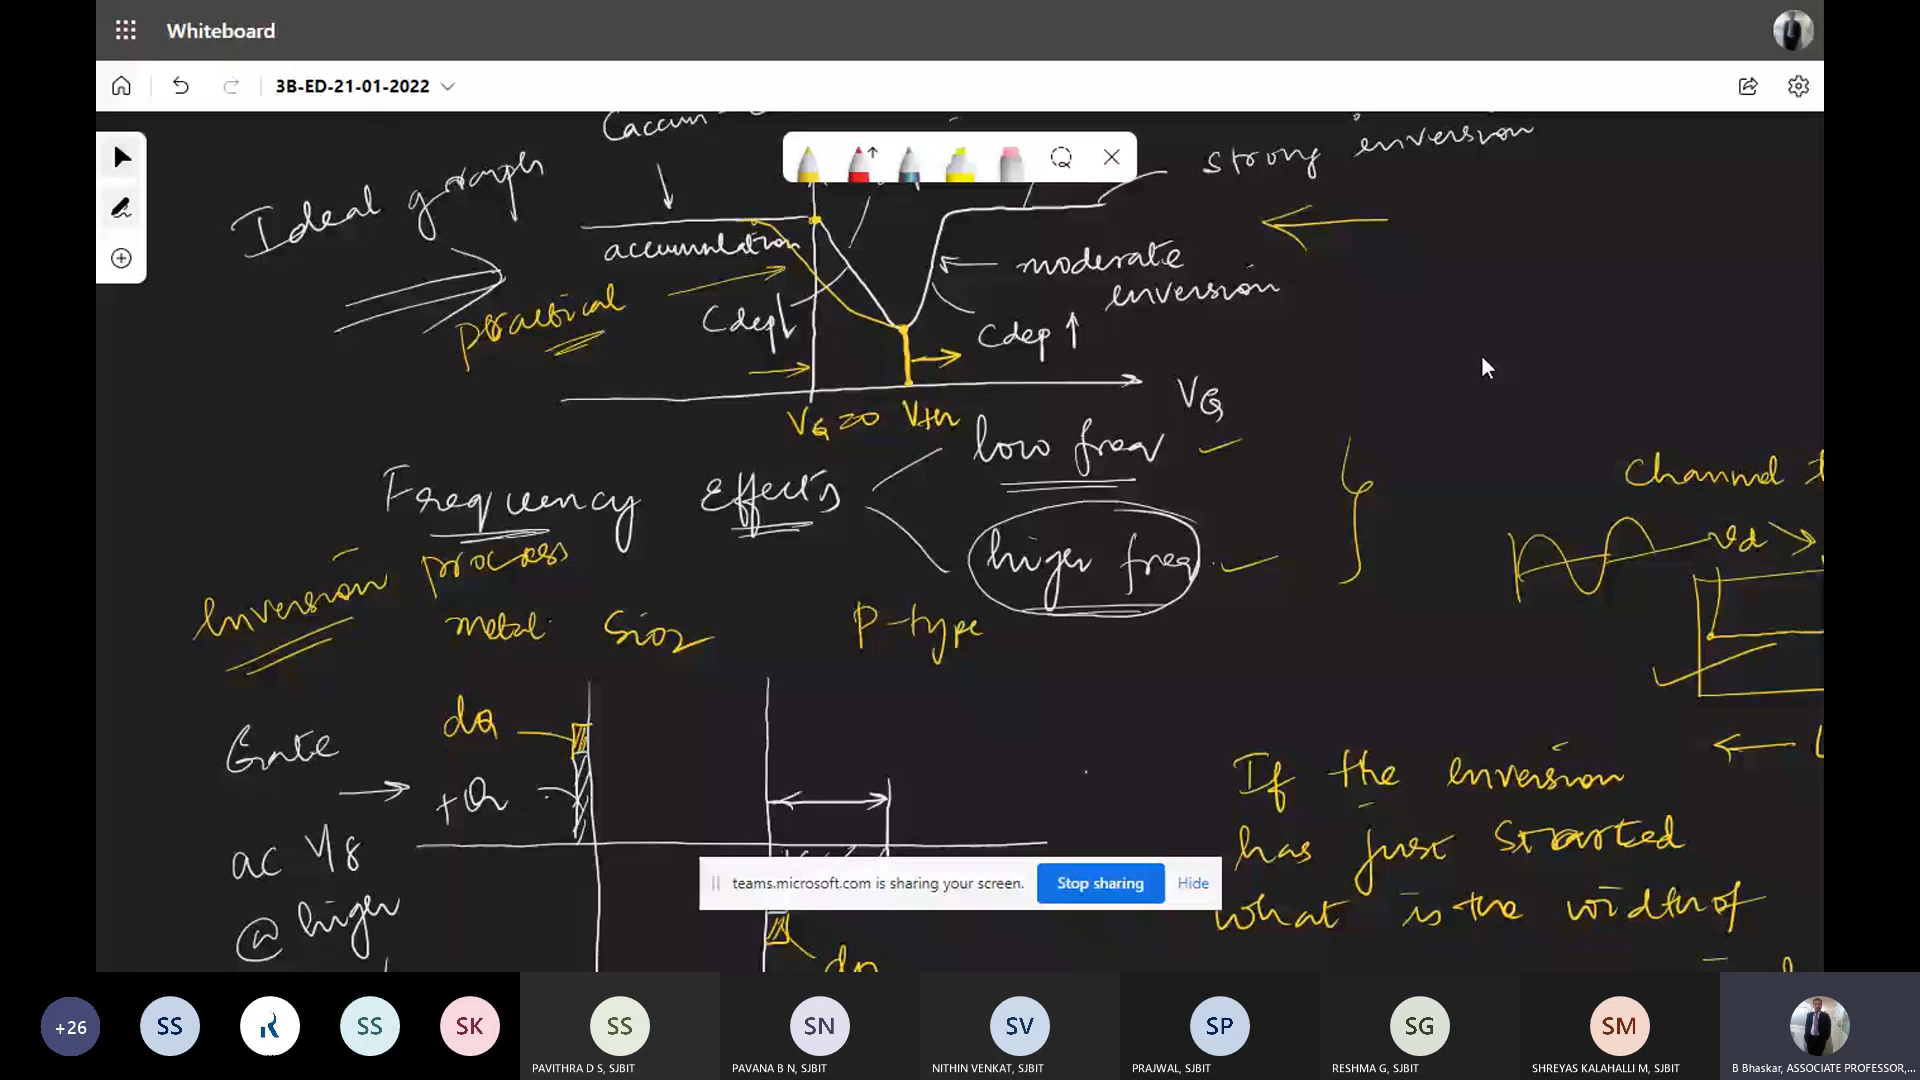 Whiteboard
3B-ED-21-01-2022
Caccum
strong inversion
Ideal graph
accumulation
moderate inversion
practical
Cdep↓
Cdep ↑
VG=0 Vth
VG
low freq
Frequency Effects
higer freq
Channel
Inversion process
vd
metal Sio2 P-type
dQ
Gate
+Q
If the inversion
ac V/g
has just started
teams.microsoft.com is sharing your screen. Stop sharing Hide
@ higer
what is the width of
dQ
+26 SS SS SK SS SN SV SP SG SM
PAVITHRA D S, SJBIT PAVANA B N, SJBIT NITHIN VENKAT, SJBIT PRAJWAL, SJBIT RESHMA G, SJBIT SHREYAS KALAHALLI M, SJBIT B Bhaskar, ASSOCIATE PROFESSOR,...